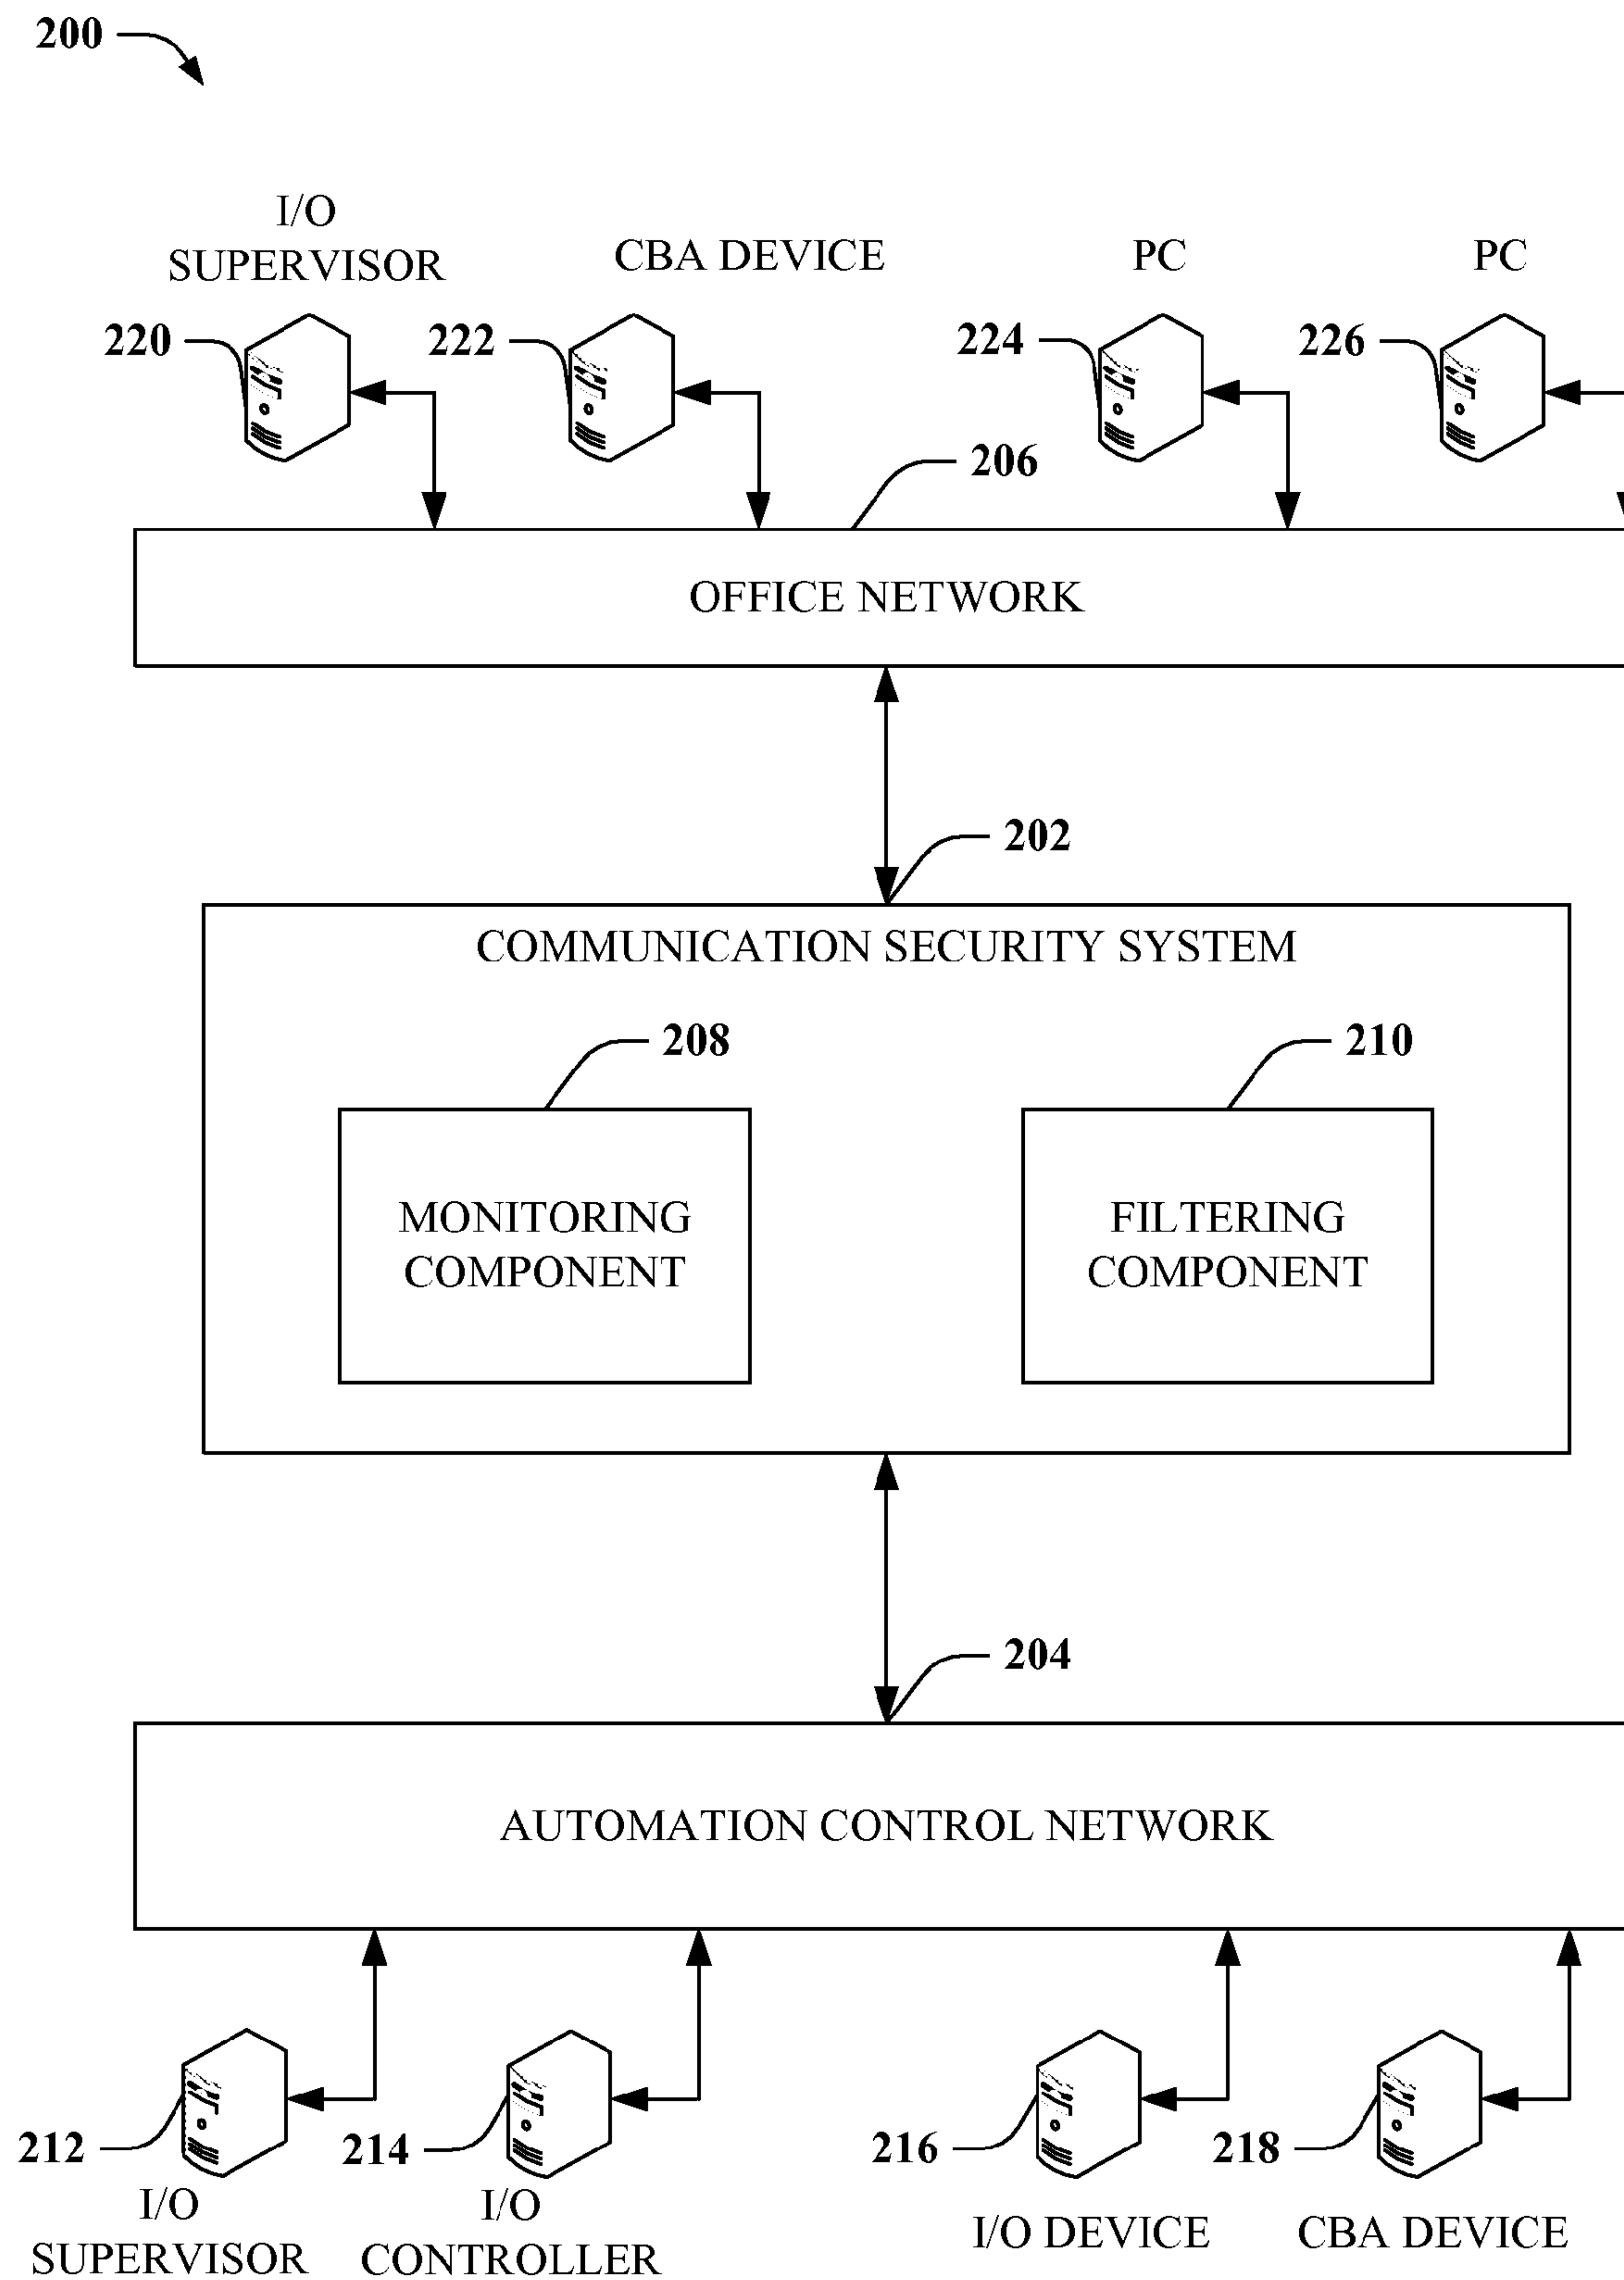 200
I/O
SUPERVISOR
CBA DEVICE
PC
PC
220
222
224
226
206
OFFICE NETWORK
202
COMMUNICATION SECURITY SYSTEM
208
210
MONITORING
COMPONENT
FILTERING
COMPONENT
204
AUTOMATION CONTROL NETWORK
212
214
216
218
I/O
SUPERVISOR
I/O
CONTROLLER
I/O DEVICE
CBA DEVICE